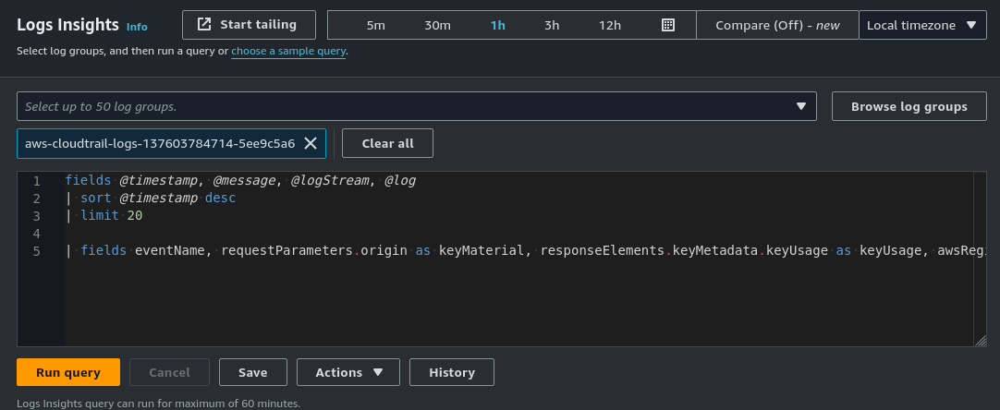 Logs Insights Info
Start tailing
5m 30m 1h 3h 12h
Compare (Off) - new
Local timezone
Select log groups, and then run a query or choose a sample query.
Select up to 50 log groups.
Browse log groups
aws-cloudtrail-logs-137603784714-5ee9c5a6
Clear all
1 fields @timestamp, @message, @logStream, @log
2 | sort @timestamp desc
3 | limit 20
4
5 | fields eventName, requestParameters.origin as keyMaterial, responseElements.keyMetadata.keyUsage as keyUsage, awsRegi
Run query
Cancel
Save
Actions
History
Logs Insights query can run for maximum of 60 minutes.